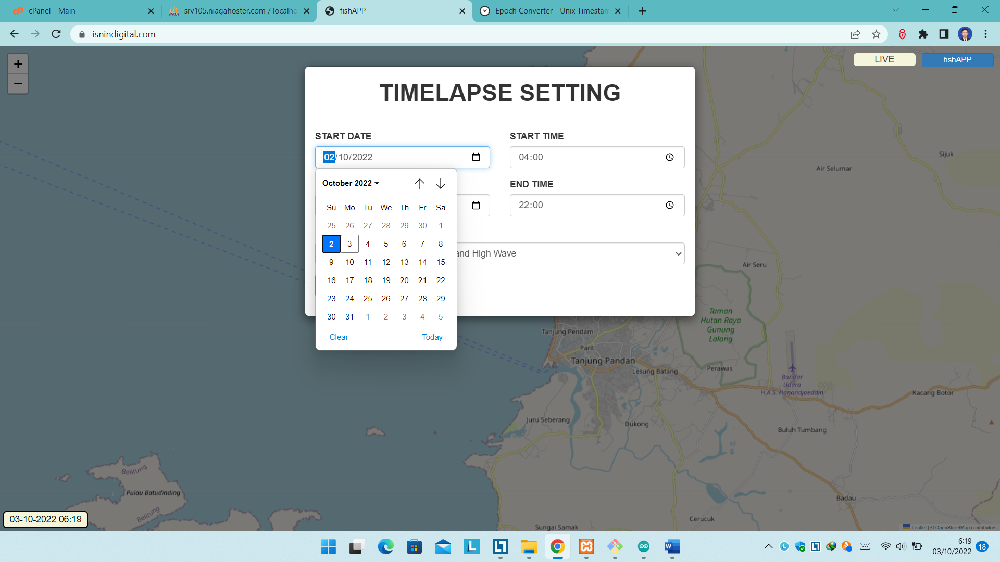 cPanel - Main
srv105.niagahoster.com / localho
fishAPP
Epoch Converter - Unix Timestam
isnindigital.com
+
−
LIVE
fishAPP
TIMELAPSE SETTING
START DATE
START TIME
02/10/2022
04:00
October 2022
END TIME
22:00
Su Mo Tu We Th Fr Sa
25 26 27 28 29 30 1
2 3 4 5 6 7 8
9 10 11 12 13 14 15
16 17 18 19 20 21 22
23 24 25 26 27 28 29
30 31 1 2 3 4 5
Clear
Today
and High Wave
Sijuk
Air Selumar
Air Seru
Taman
Hutan Raya
Gunung
Lalang
Tanjung Pendam
Parit
Tanjung Pandan
Lesung Batang
Perawas
Bandar
Udara
H.A.S. Hanandjoeddin
Kacang Botor
Juru Seberang
Dukong
Buluh Tumbang
Belitung
Pulau Batudinding
Belitung
Badau
Cerucuk
Sungai Samak
03-10-2022 06:19
Leaflet | © OpenStreetMap contributors
6:19
03/10/2022
18